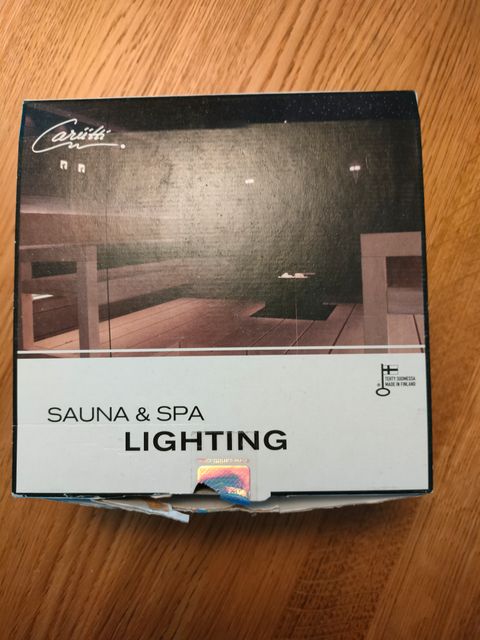 Cariitti
TEHTY SUOMESSA
MADE IN FINLAND
SAUNA & SPA
LIGHTING